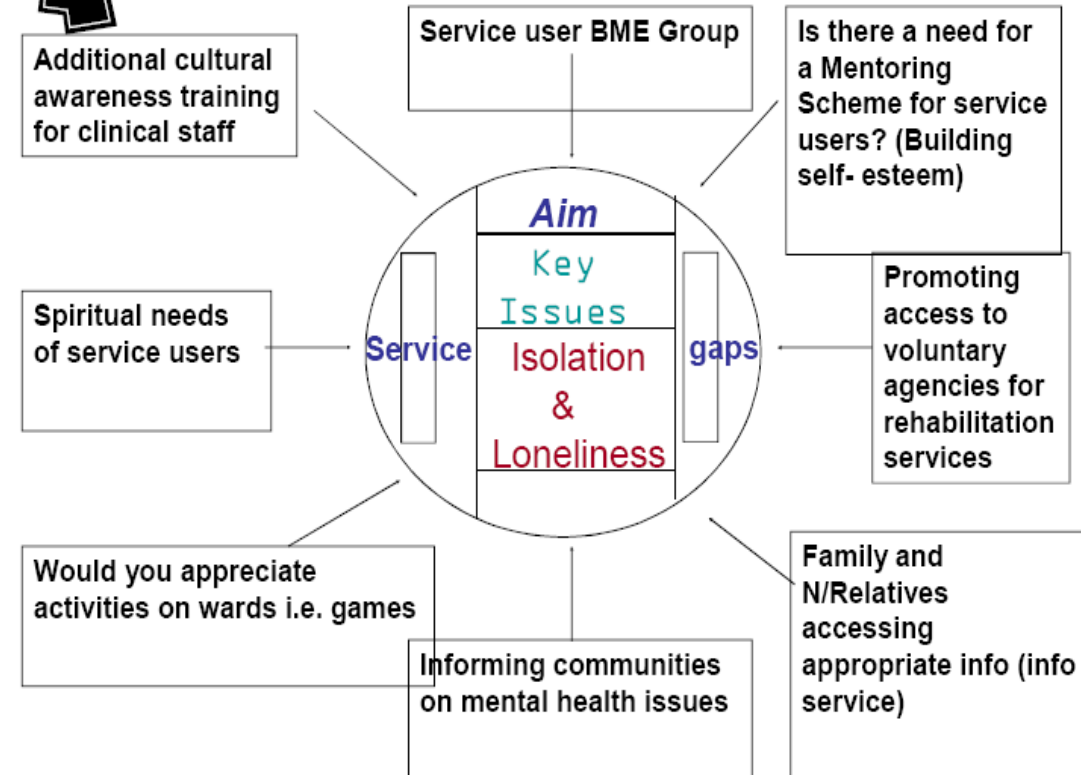 Service user BME Group
Additional cultural
awareness training
for clinical staff
Is there a need for
a Mentoring
Scheme for service
users? (Building
self- esteem)
Aim
Key
Issues
Service
Isolation
&
Loneliness
gaps
Spiritual needs
of service users
Promoting
access to
voluntary
agencies for
rehabilitation
services
Would you appreciate
activities on wards i.e. games
Informing communities
on mental health issues
Family and
N/Relatives
accessing
appropriate info (info
service)